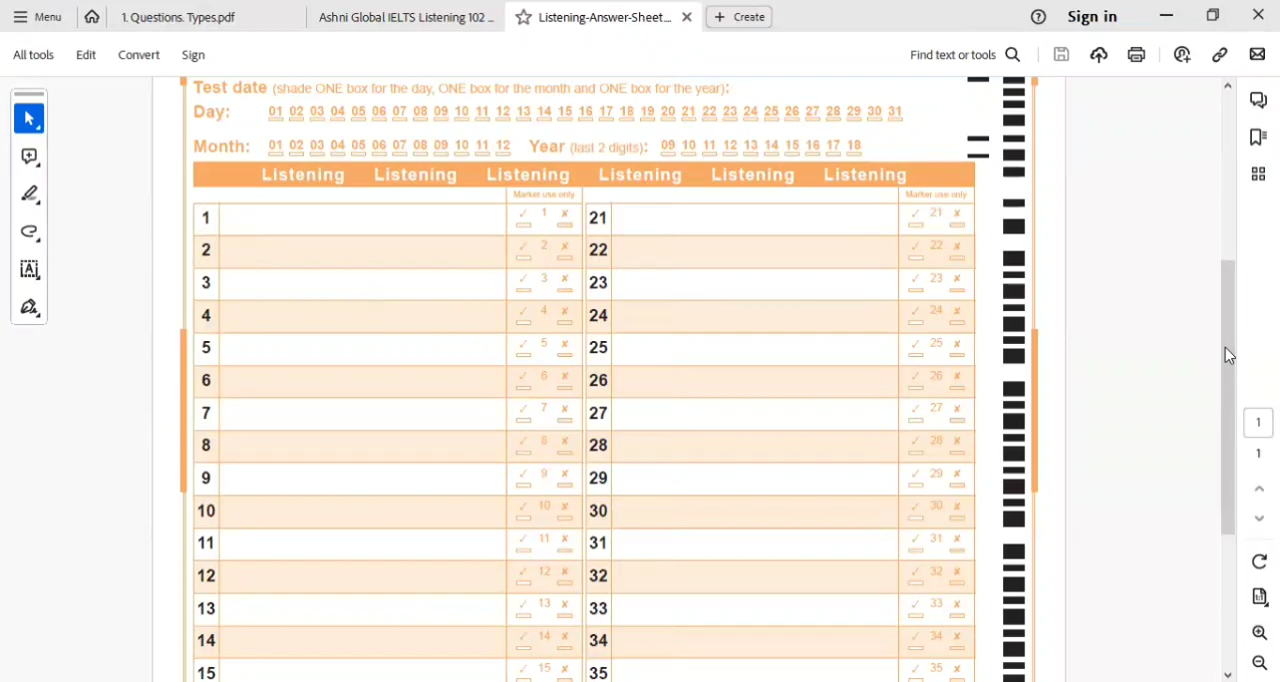 Menu 1. Questions. Types.pdf Ashni Global IELTS Listening 102 ... Listening-Answer-Sheet... Create Sign in
All tools Edit Convert Sign Find text or tools
Test date (shade ONE box for the day, ONE box for the month and ONE box for the year):
Day: 01 02 03 04 05 06 07 08 09 10 11 12 13 14 15 16 17 18 19 20 21 22 23 24 25 26 27 28 29 30 31
Month: 01 02 03 04 05 06 07 08 09 10 11 12 Year (last 2 digits): 09 10 11 12 13 14 15 16 17 18
Listening Listening Listening Listening Listening Listening
Marker use only Marker use only
1 ✓ 1 ✗ 21 ✓ 21 ✗
2 ✓ 2 ✗ 22 ✓ 22 ✗
3 ✓ 3 ✗ 23 ✓ 23 ✗
4 ✓ 4 ✗ 24 ✓ 24 ✗
5 ✓ 5 ✗ 25 ✓ 25 ✗
6 ✓ 6 ✗ 26 ✓ 26 ✗
7 ✓ 7 ✗ 27 ✓ 27 ✗
8 ✓ 8 ✗ 28 ✓ 28 ✗
9 ✓ 9 ✗ 29 ✓ 29 ✗
10 ✓ 10 ✗ 30 ✓ 30 ✗
11 ✓ 11 ✗ 31 ✓ 31 ✗
12 ✓ 12 ✗ 32 ✓ 32 ✗
13 ✓ 13 ✗ 33 ✓ 33 ✗
14 ✓ 14 ✗ 34 ✓ 34 ✗
15 ✓ 15 ✗ 35 ✓ 35 ✗
1
1